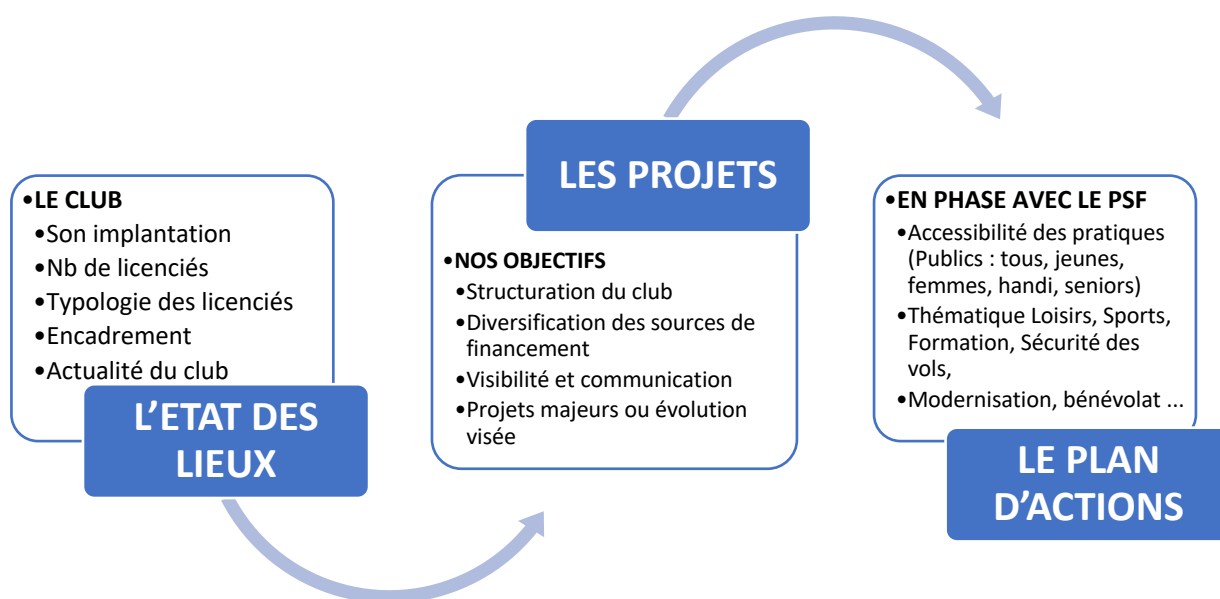 •LE CLUB
•Son implantation
•Nb de licenciés
•Typologie des licenciés
•Encadrement
•Actualité du club
L’ETAT DES
LIEUX
LES PROJETS
•NOS OBJECTIFS
•Structuration du club
•Diversification des sources de
financement
•Visibilité et communication
•Projets majeurs ou évolution
visée
•EN PHASE AVEC LE PSF
•Accessibilité des pratiques
(Publics : tous, jeunes,
femmes, handi, seniors)
•Thématique Loisirs, Sports,
Formation, Sécurité des
vols,
•Modernisation, bénévolat ...
LE PLAN
D’ACTIONS